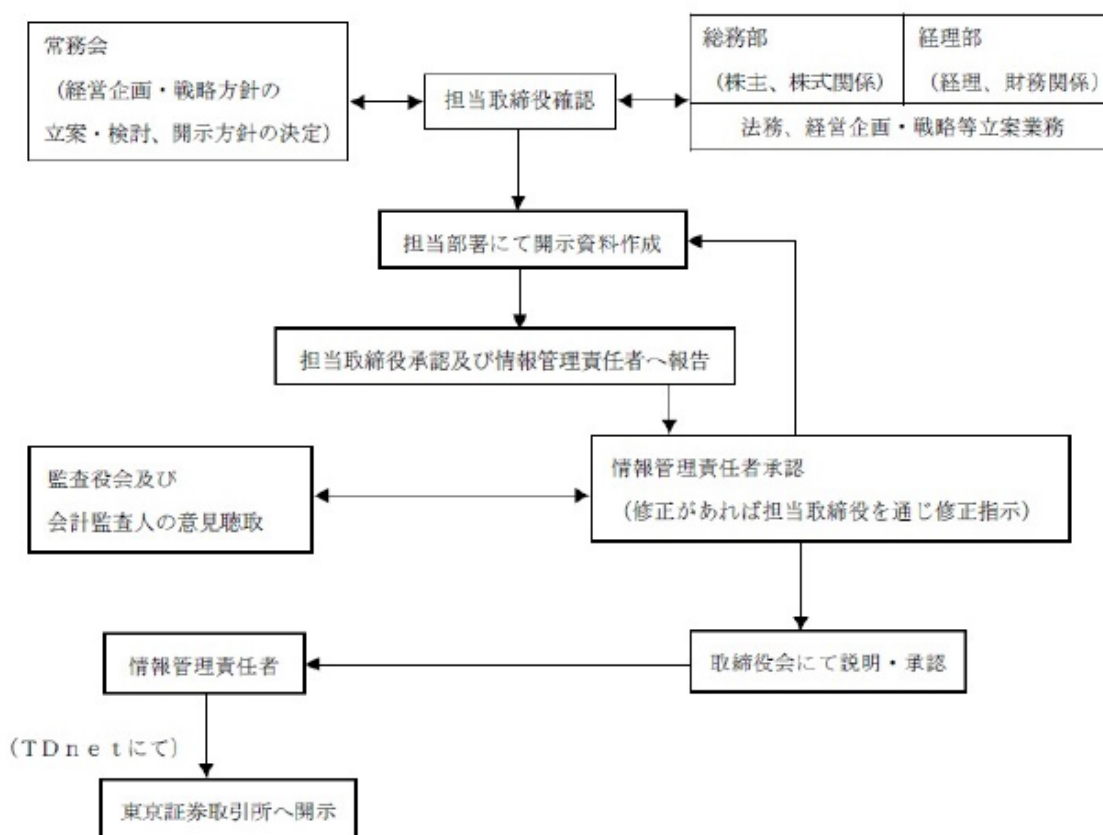 常務会
(経営企画・戦略方針の
立案・検討、開示方針の決定)
担当取締役確認
総務部
(株主、株式関係)
経理部
(経理、財務関係)
法務、経営企画・戦略等立案業務
担当部署にて開示資料作成
担当取締役承認及び情報管理責任者へ報告
監査役会及び
会計監査人の意見聴取
情報管理責任者承認
(修正があれば担当取締役を通じ修正指示)
情報管理責任者
取締役会にて説明・承認
(TDnetにて)
東京証券取引所へ開示